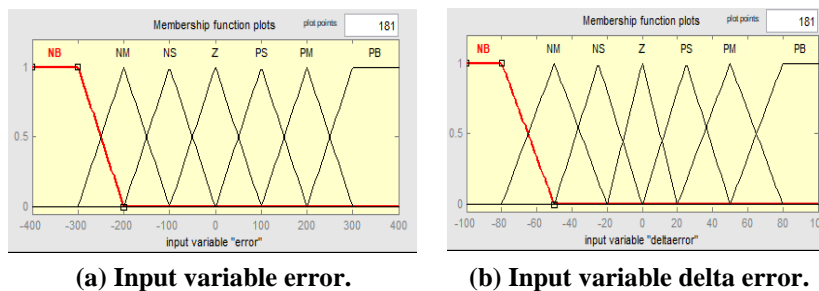 Membership function plots plot points: 181
NB NM NS Z PS PM PB
1
0.5
0
-400 -300 -200 -100 0 100 200 300 400
input variable "error"
(a) Input variable error.
Membership function plots plot points: 181
NB NM NS Z PS PM PB
1
0.5
0
-100 -80 -60 -40 -20 0 20 40 60 80 100
input variable "deltaerror"
(b) Input variable delta error.